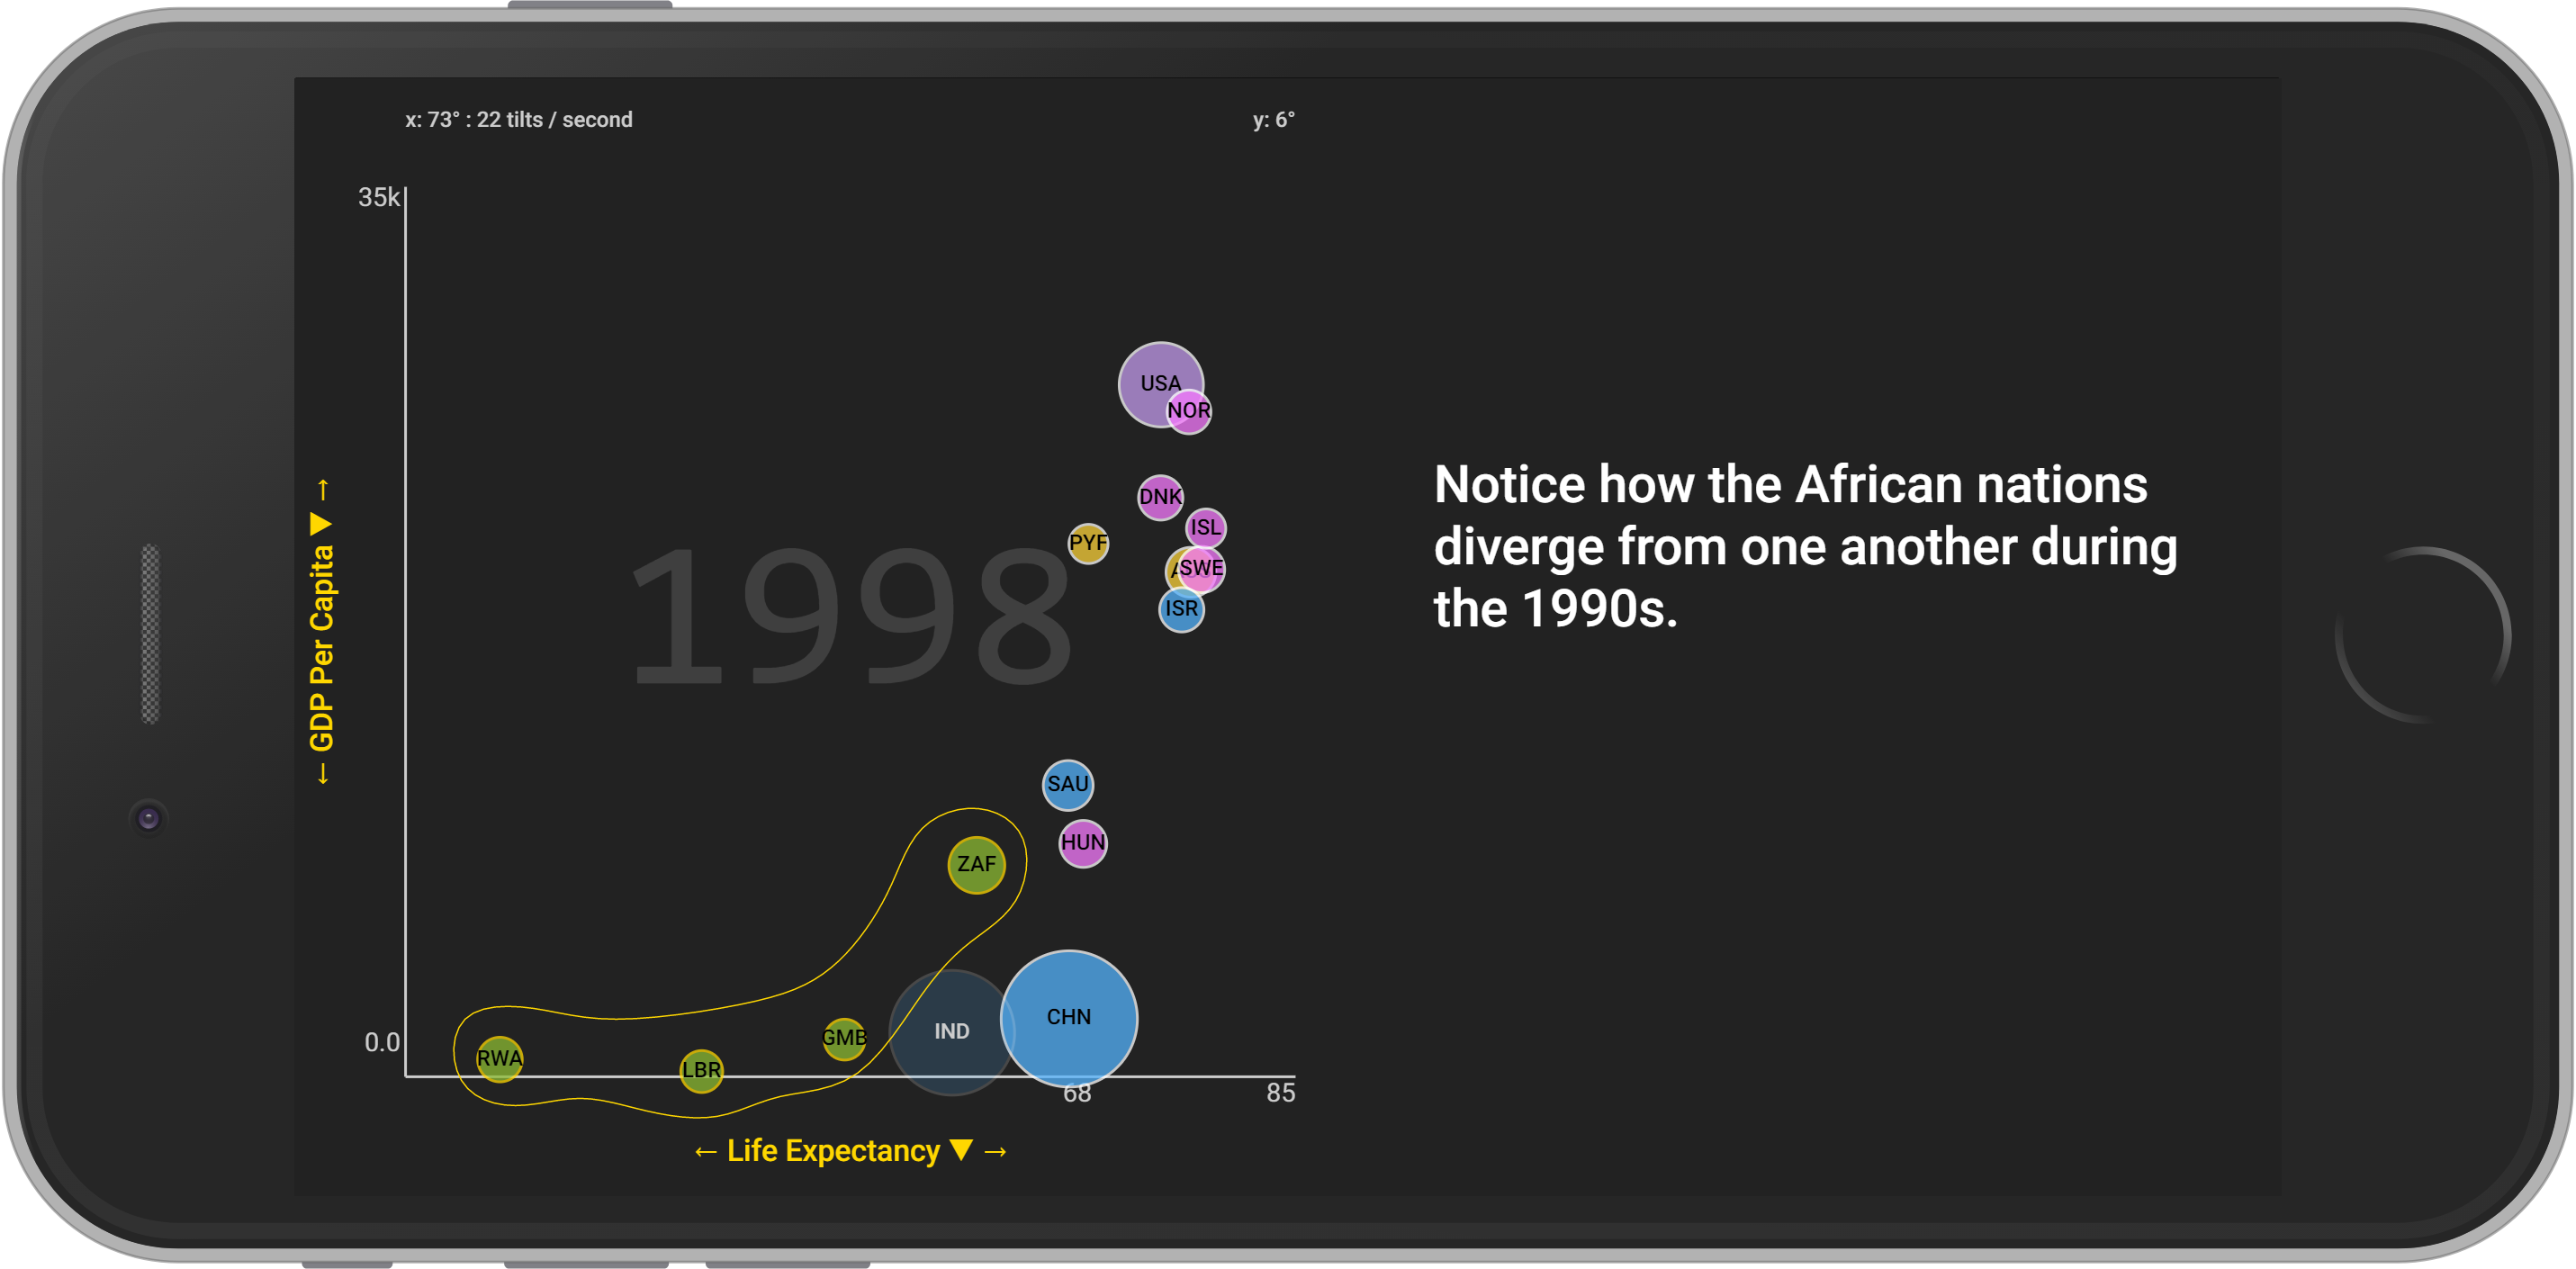 x: 73° : 22 tilts / second
y: 6°
35k
USA
NOR
DNK
ISL
PYF
SWE
ISR
1998
← GDP Per Capita ▼ →
Notice how the African nations
diverge from one another during
the 1990s.
SAU
HUN
ZAF
IND
CHN
GMB
RWA
LBR
0.0
68
85
← Life Expectancy ▼ →